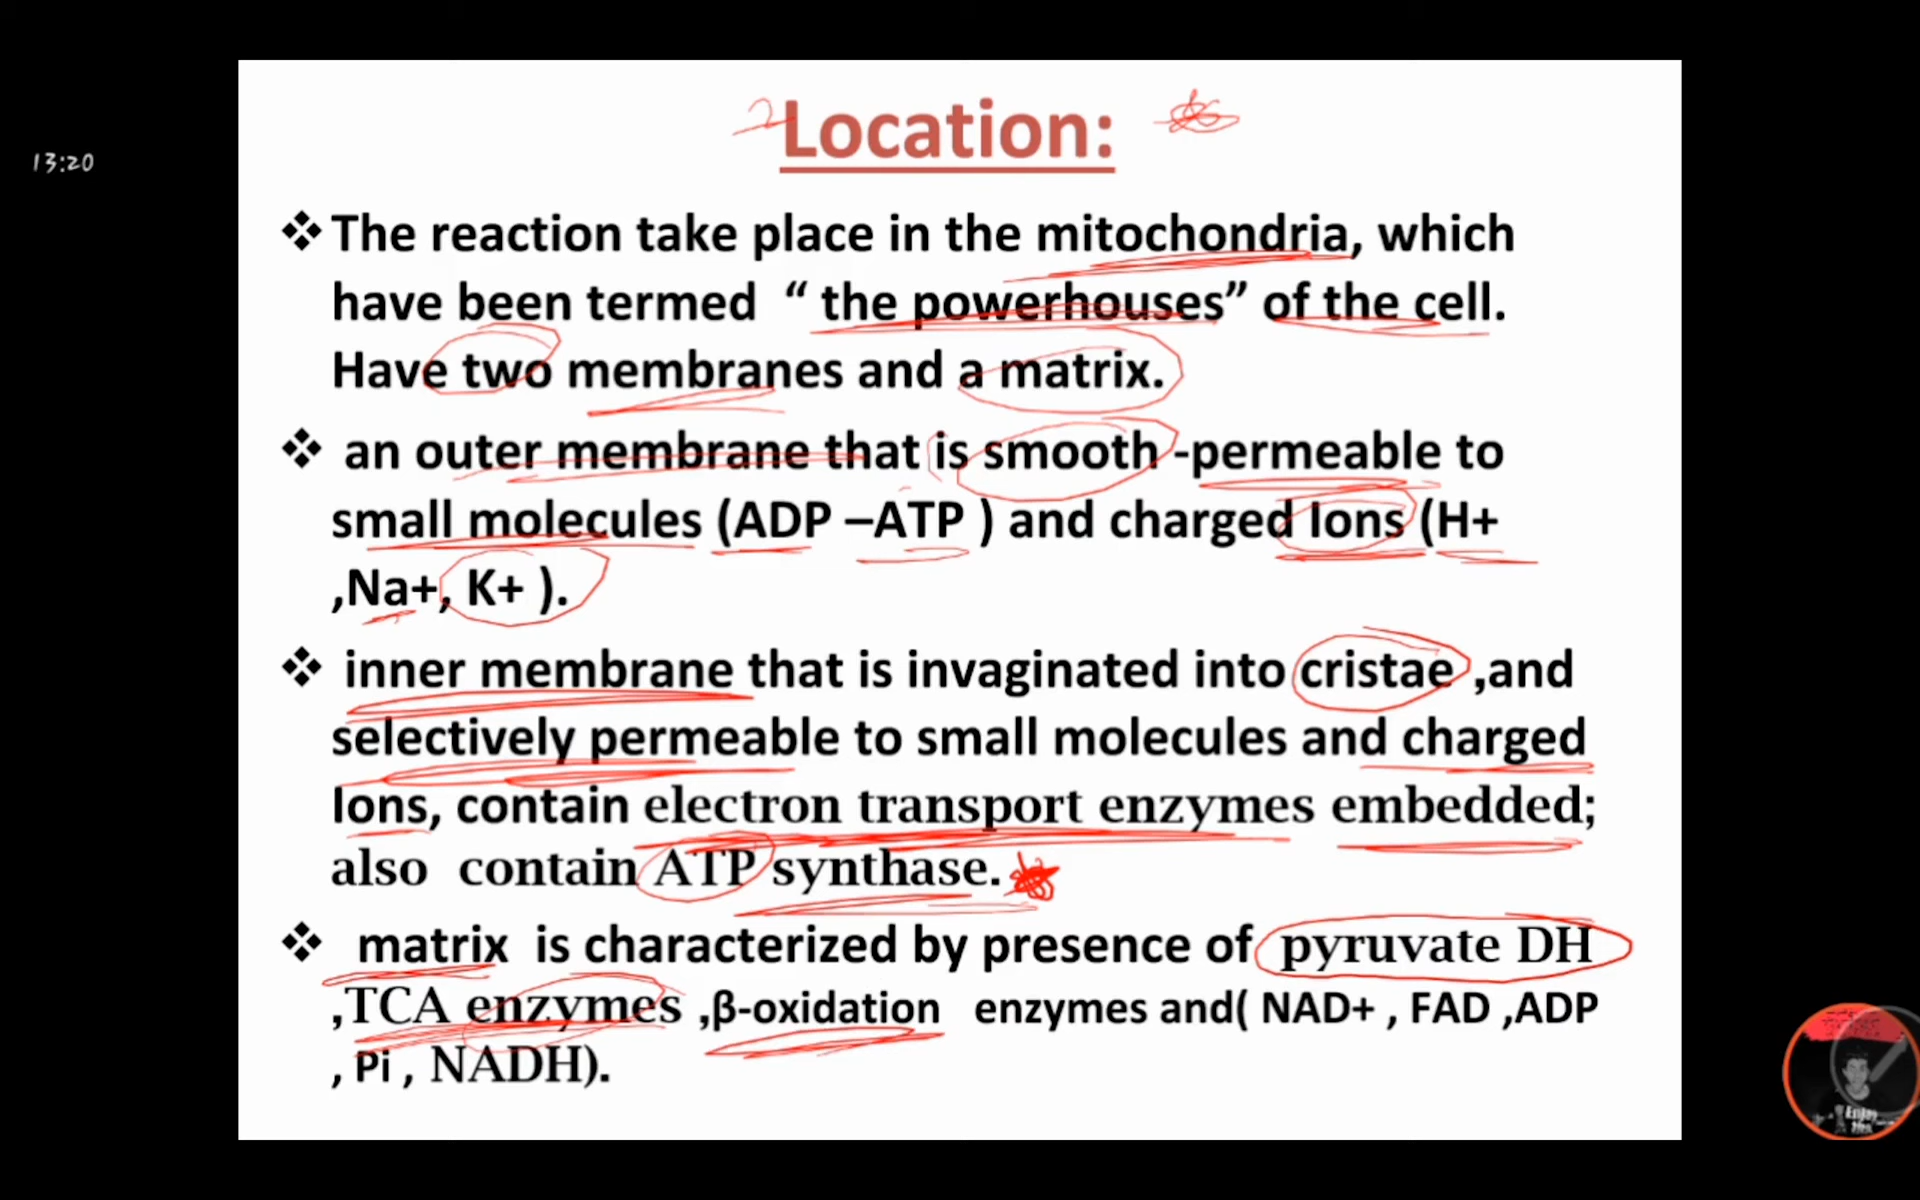 13:20
2 Location:
❖ The reaction take place in the mitochondria, which
have been termed “ the powerhouses” of the cell.
Have two membranes and a matrix.
❖ an outer membrane that is smooth -permeable to
small molecules (ADP –ATP ) and charged Ions (H+
,Na+, K+ ).
❖ inner membrane that is invaginated into cristae ,and
selectively permeable to small molecules and charged
Ions, contain electron transport enzymes embedded;
also contain ATP synthase.
❖ matrix is characterized by presence of pyruvate DH
,TCA enzymes ,β-oxidation enzymes and( NAD+ , FAD ,ADP
, Pi , NADH).
Enjoy